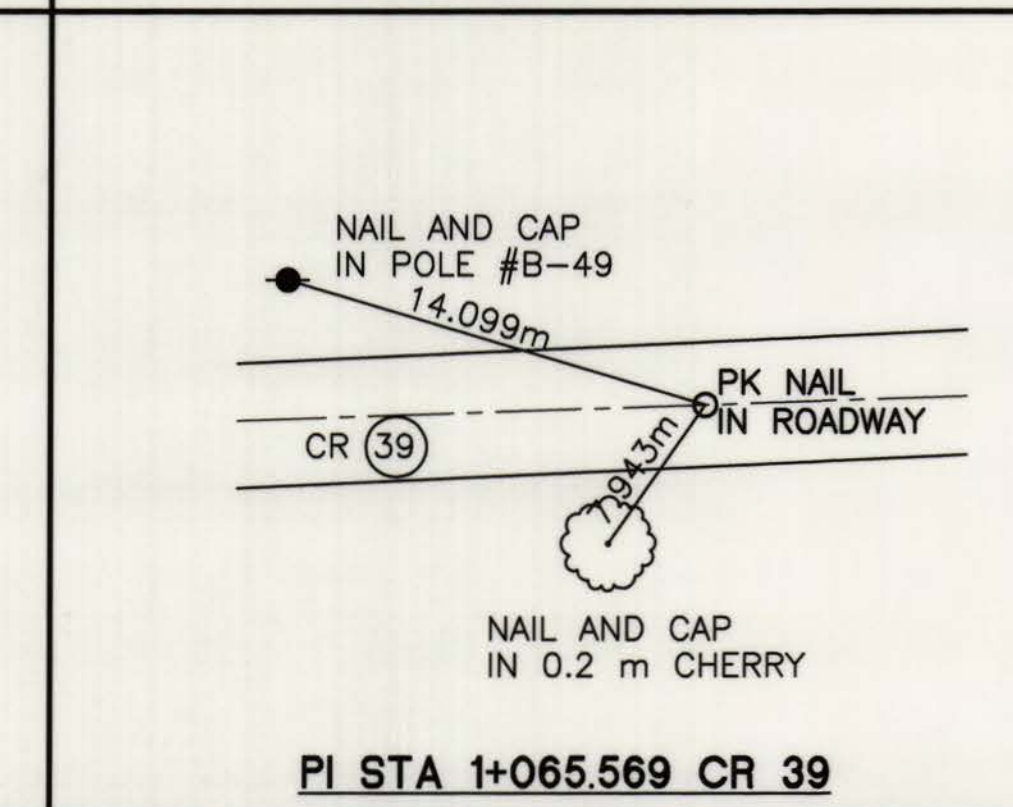 NAIL AND CAP
IN POLE #B-49
14.099m
PK NAIL
IN ROADWAY
CR 39
7.943m
NAIL AND CAP
IN 0.2 m CHERRY
PI STA 1+065.569 CR 39